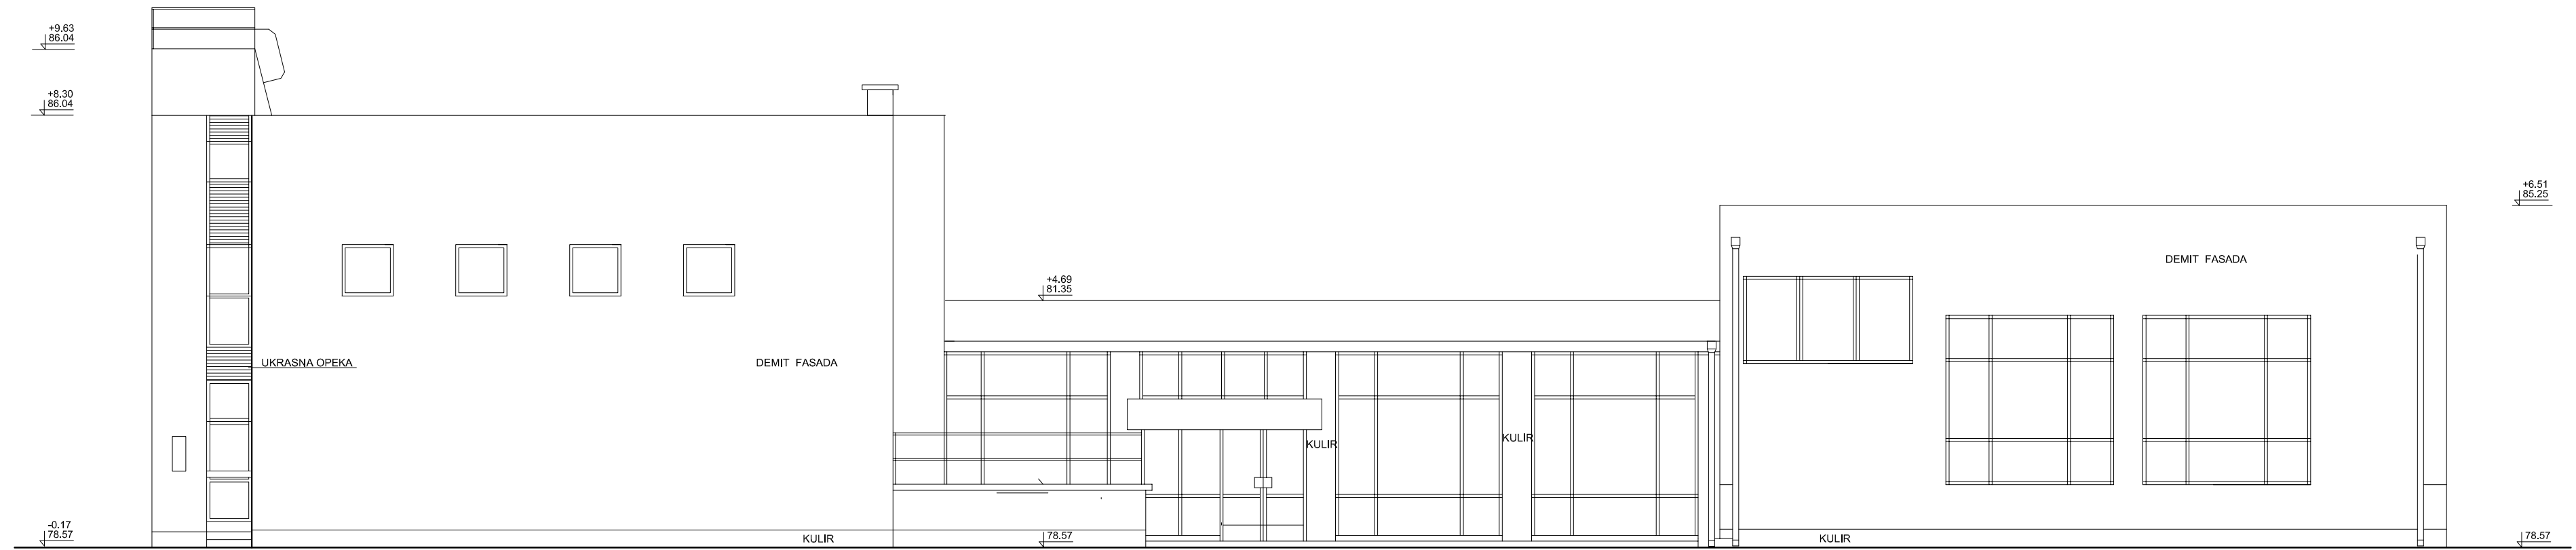 +9.63
86.04
+8.30
86.04
+6.51
85.25
DEMIT FASADA
+4.69
81.35
UKRASNA OPEKA
DEMIT FASADA
KULIR
KULIR
-0.17
78.57
KULIR
78.57
KULIR
78.57